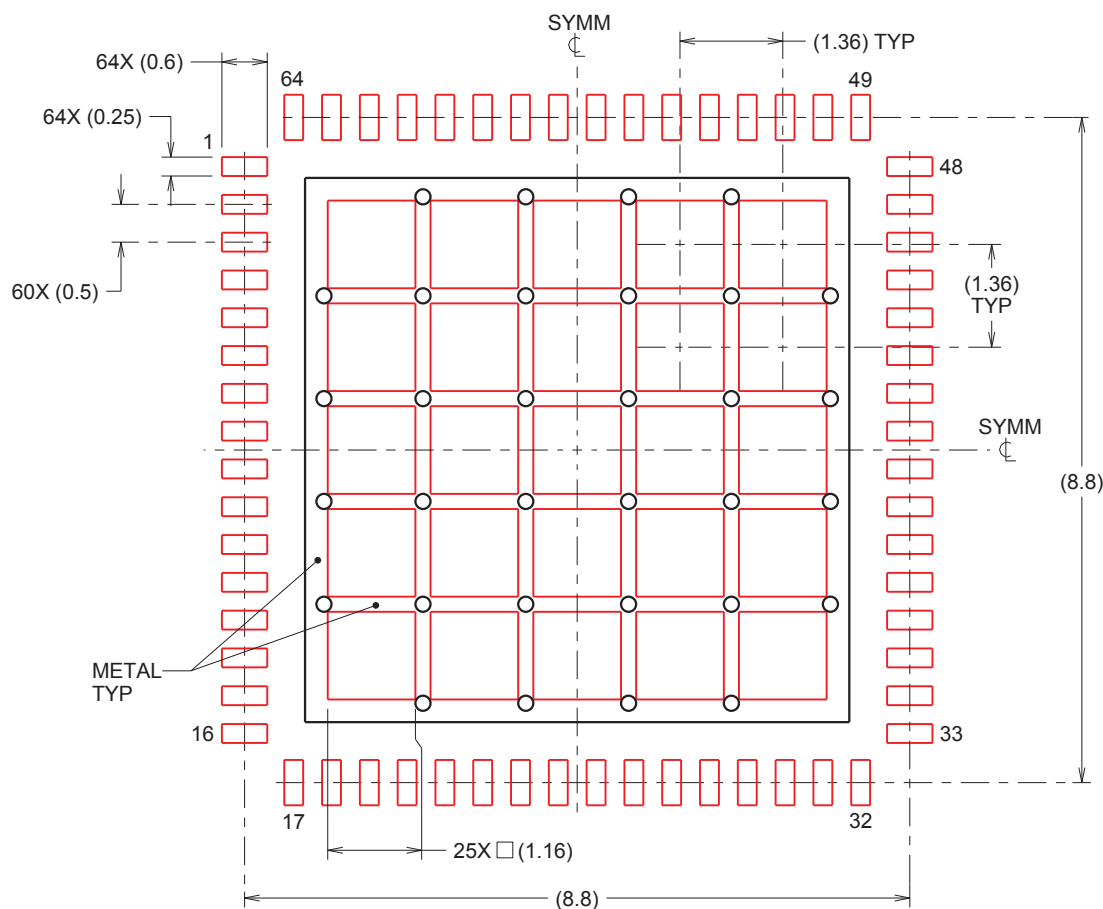 SYMM
℄
(1.36) TYP
64X (0.6)
64
49
64X (0.25)
1
48
60X (0.5)
(1.36)
TYP
SYMM
℄
(8.8)
METAL
TYP
16
33
17
32
25X □ (1.16)
(8.8)